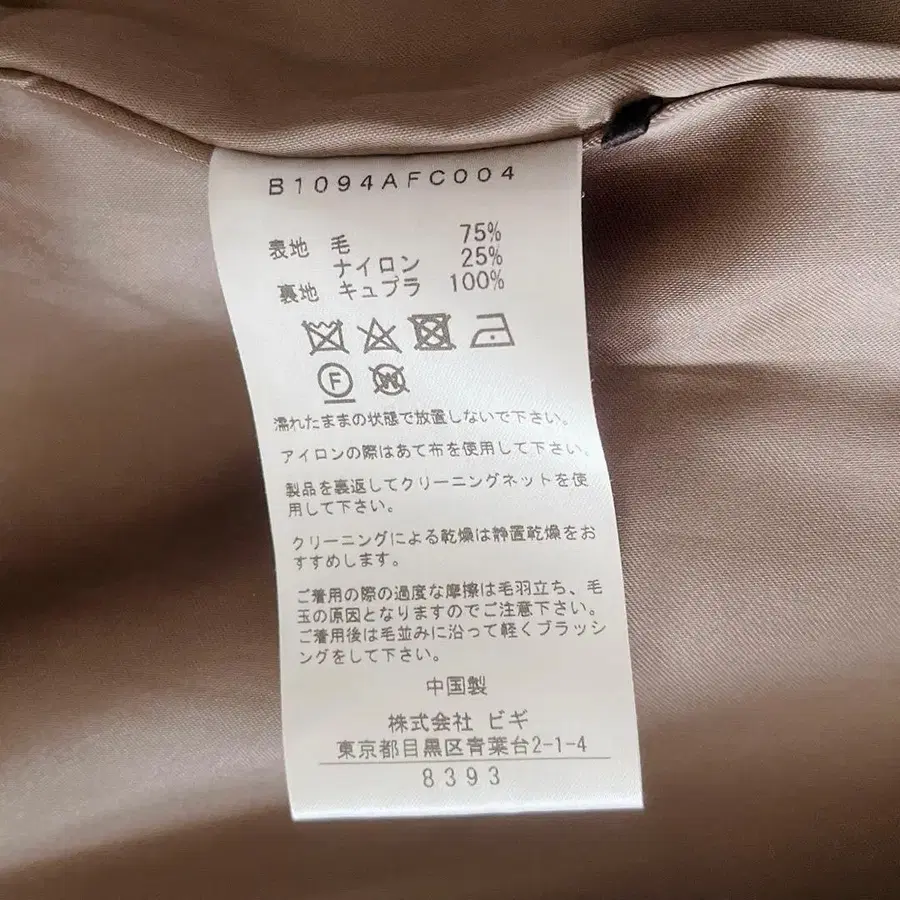 B1094AFC004
表地 毛 75%
ナイロン 25%
裏地 キュプラ 100%
F W
濡れたままの状態で放置しないで下さい。
アイロンの際はあて布を使用して下さい。
製品を裏返してクリーニングネットを使
用して下さい。
クリーニングによる乾燥は静置乾燥をお
すすめします。
ご着用の際の過度な摩擦は毛羽立ち、毛
玉の原因となりますのでご注意下さい。
ご着用後は毛並みに沿って軽くブラッシ
ングをして下さい。
中国製
株式会社 ビギ
東京都目黒区青葉台2-1-4
8393